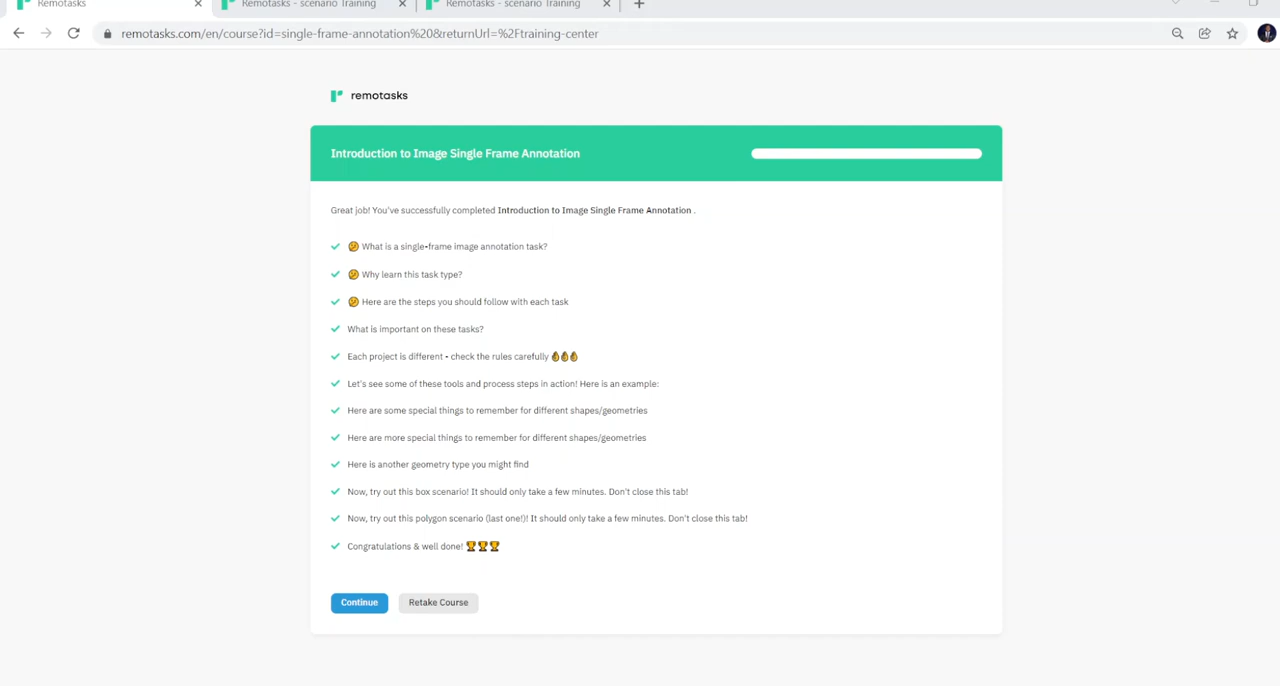 Remotasks
Remotasks - scenario Training
Remotasks - scenario Training
remotasks.com/en/course?id=single-frame-annotation%20&returnUrl=%2Ftraining-center
remotasks
Introduction to Image Single Frame Annotation
Great job! You've successfully completed Introduction to Image Single Frame Annotation .
What is a single-frame image annotation task?
Why learn this task type?
Here are the steps you should follow with each task
What is important on these tasks?
Each project is different - check the rules carefully
Let's see some of these tools and process steps in action! Here is an example:
Here are some special things to remember for different shapes/geometries
Here are more special things to remember for different shapes/geometries
Here is another geometry type you might find
Now, try out this box scenario! It should only take a few minutes. Don't close this tab!
Now, try out this polygon scenario (last one!)! It should only take a few minutes. Don't close this tab!
Congratulations & well done!
Continue
Retake Course